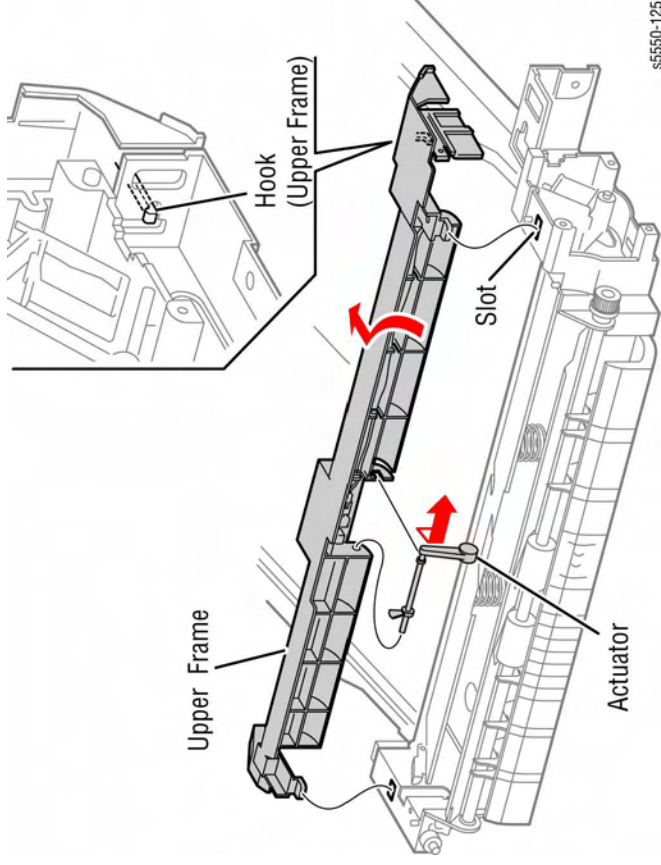 Hook
(Upper Frame)
Upper Frame
Slot
Actuator
s5550-125